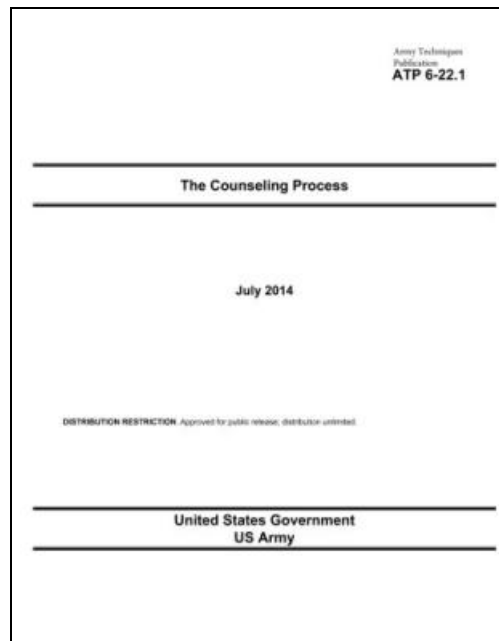 Army Techniques
Publication
ATP 6-22.1
The Counseling Process
July 2014
DISTRIBUTION RESTRICTION. Approved for public release; distribution unlimited.
United States Government
US Army